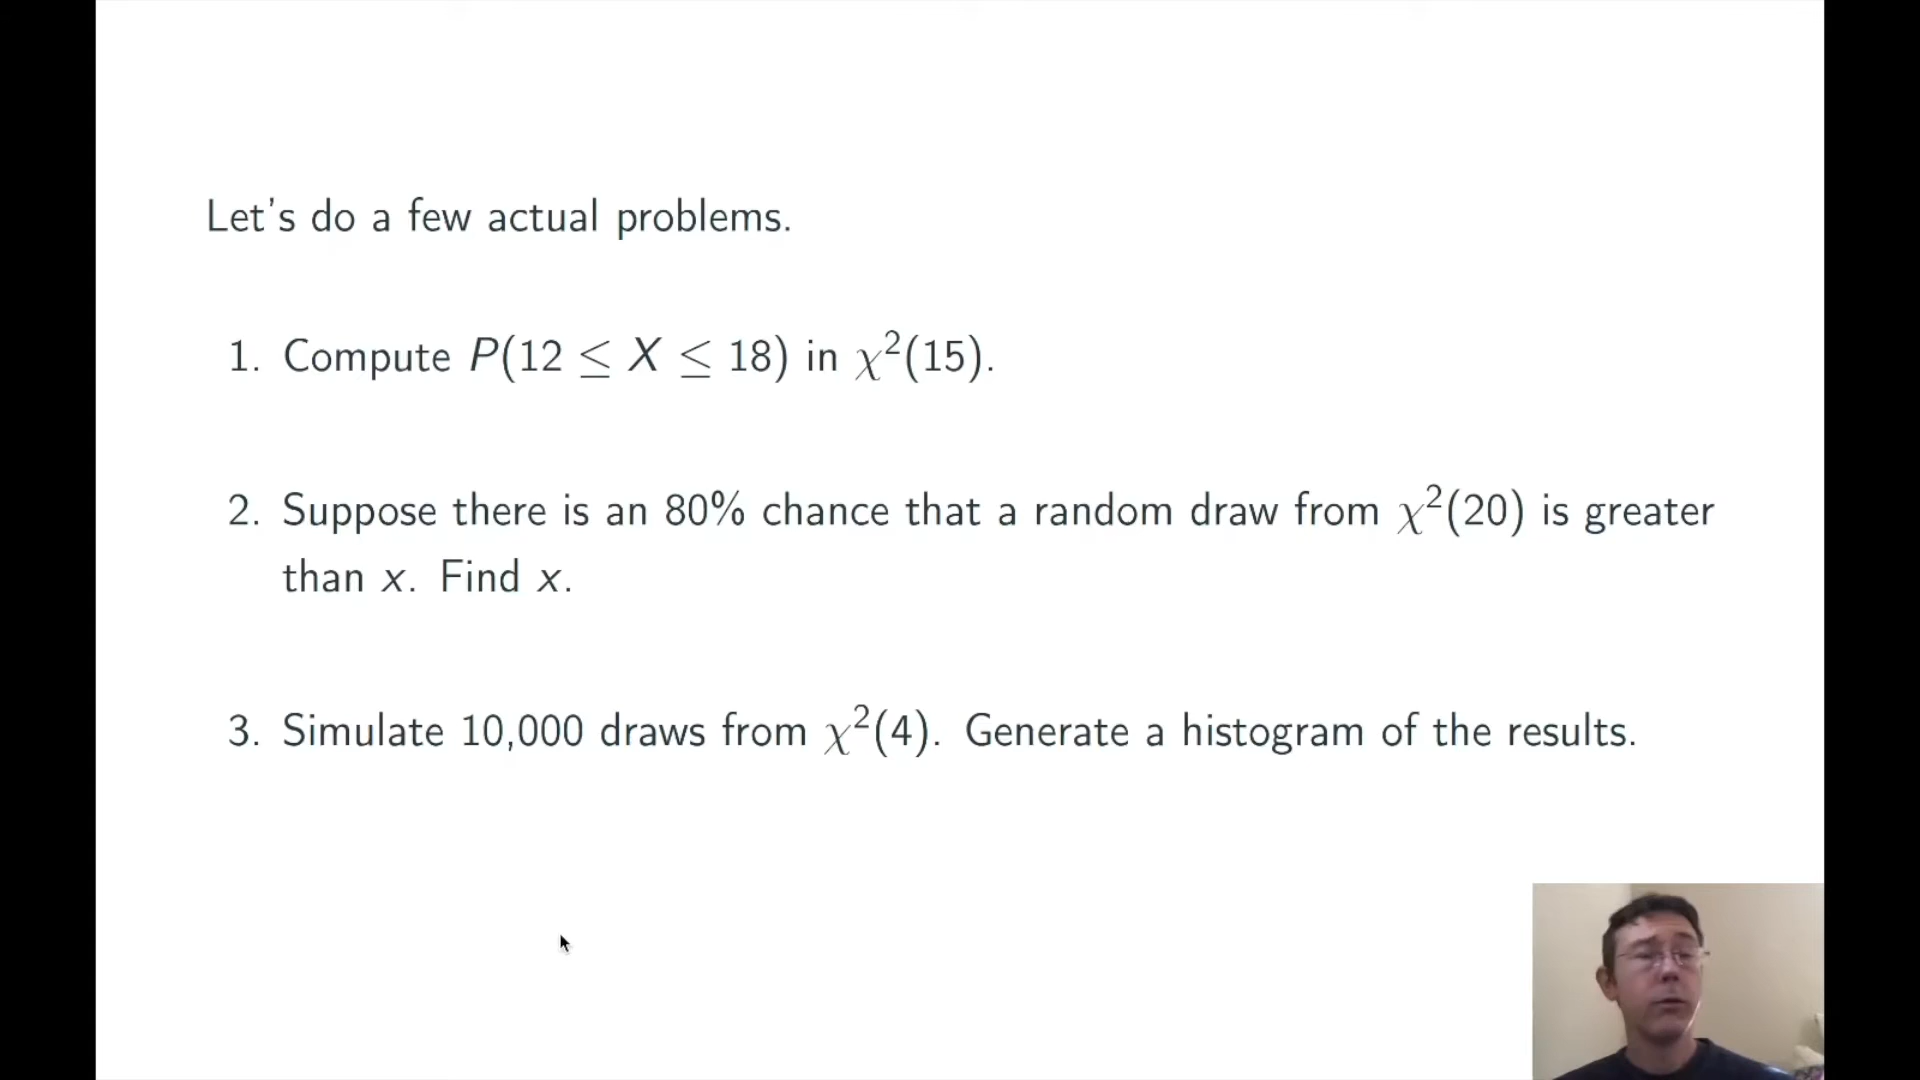 Let's do a few actual problems.
1. Compute P(12 ≤ X ≤ 18) in χ²(15).
2. Suppose there is an 80% chance that a random draw from χ²(20) is greater
than x. Find x.
3. Simulate 10,000 draws from χ²(4). Generate a histogram of the results.